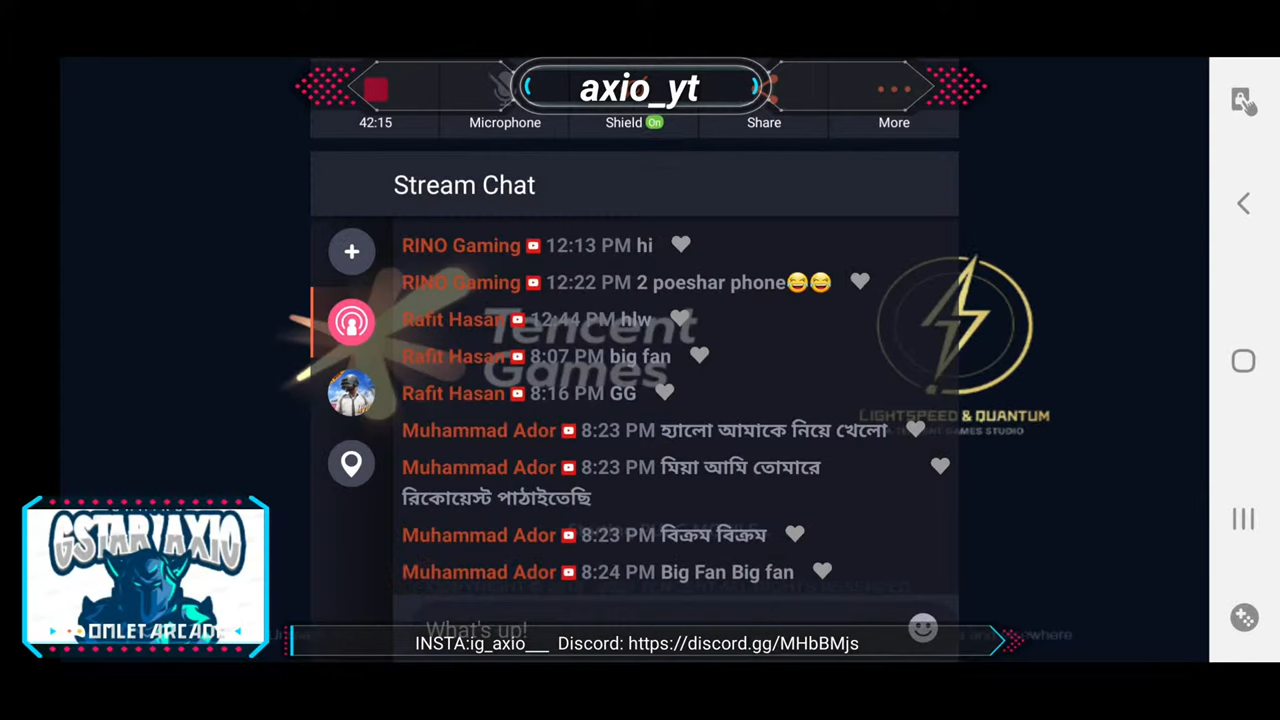 axio_yt
42:15
Microphone
Shield On
Share
More
Stream Chat
RINO Gaming 12:13 PM hi
RINO Gaming 12:22 PM 2 poeshar phone😂😂
Rafit Hasan 12:44 PM hlw
Rafit Hasan 8:07 PM big fan
Rafit Hasan 8:16 PM GG
Muhammad Ador 8:23 PM হ্যালো আমাকে নিয়ে খেলো
Muhammad Ador 8:23 PM মিয়া আমি তোমারে
রিকোয়েস্ট পাঠাইতেছি
Muhammad Ador 8:23 PM বিক্রম বিক্রম
Muhammad Ador 8:24 PM Big Fan Big fan
Tencent
Games
LIGHTSPEED & QUANTUM
GAMES STUDIO
What's up!
GSTAR AXIO
OMLET ARCADE
INSTA:ig_axio___ Discord: https://discord.gg/MHbBMjs